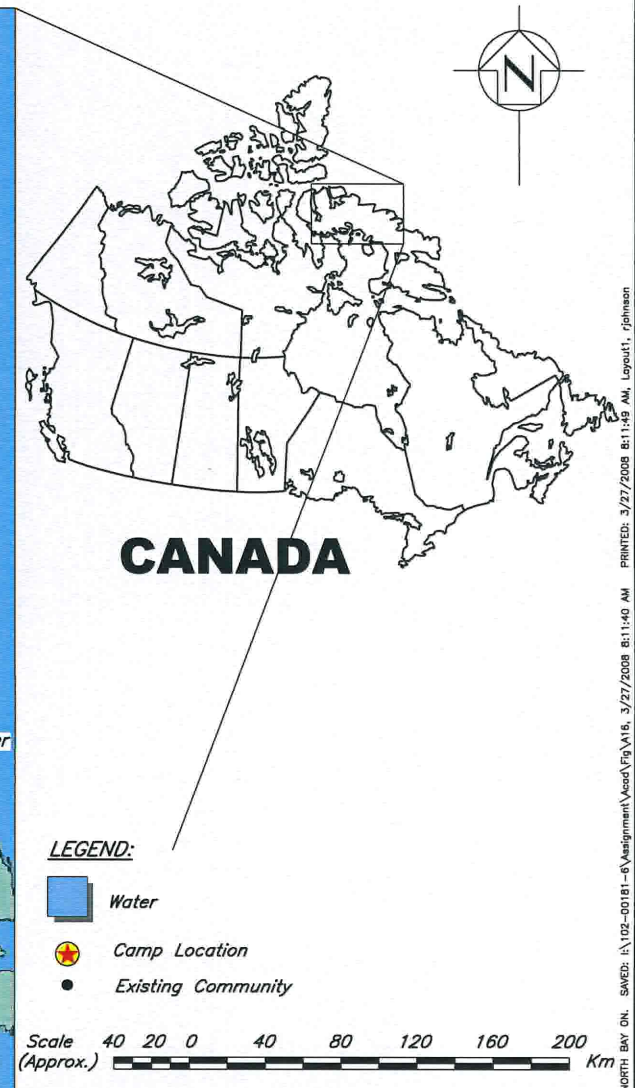 N
CANADA
LEGEND:
Water
Camp Location
Existing Community
Scale
(Approx.)
40 20 0 40 80 120 160 200
Km
NORTH BAY ON. SAVED: I:\102-00181-6\Assignment\Acad\Fig\A16, 3/27/2008 8:11:40 AM PRINTED: 3/27/2008 8:11:49 AM, Layout1, rjohnson